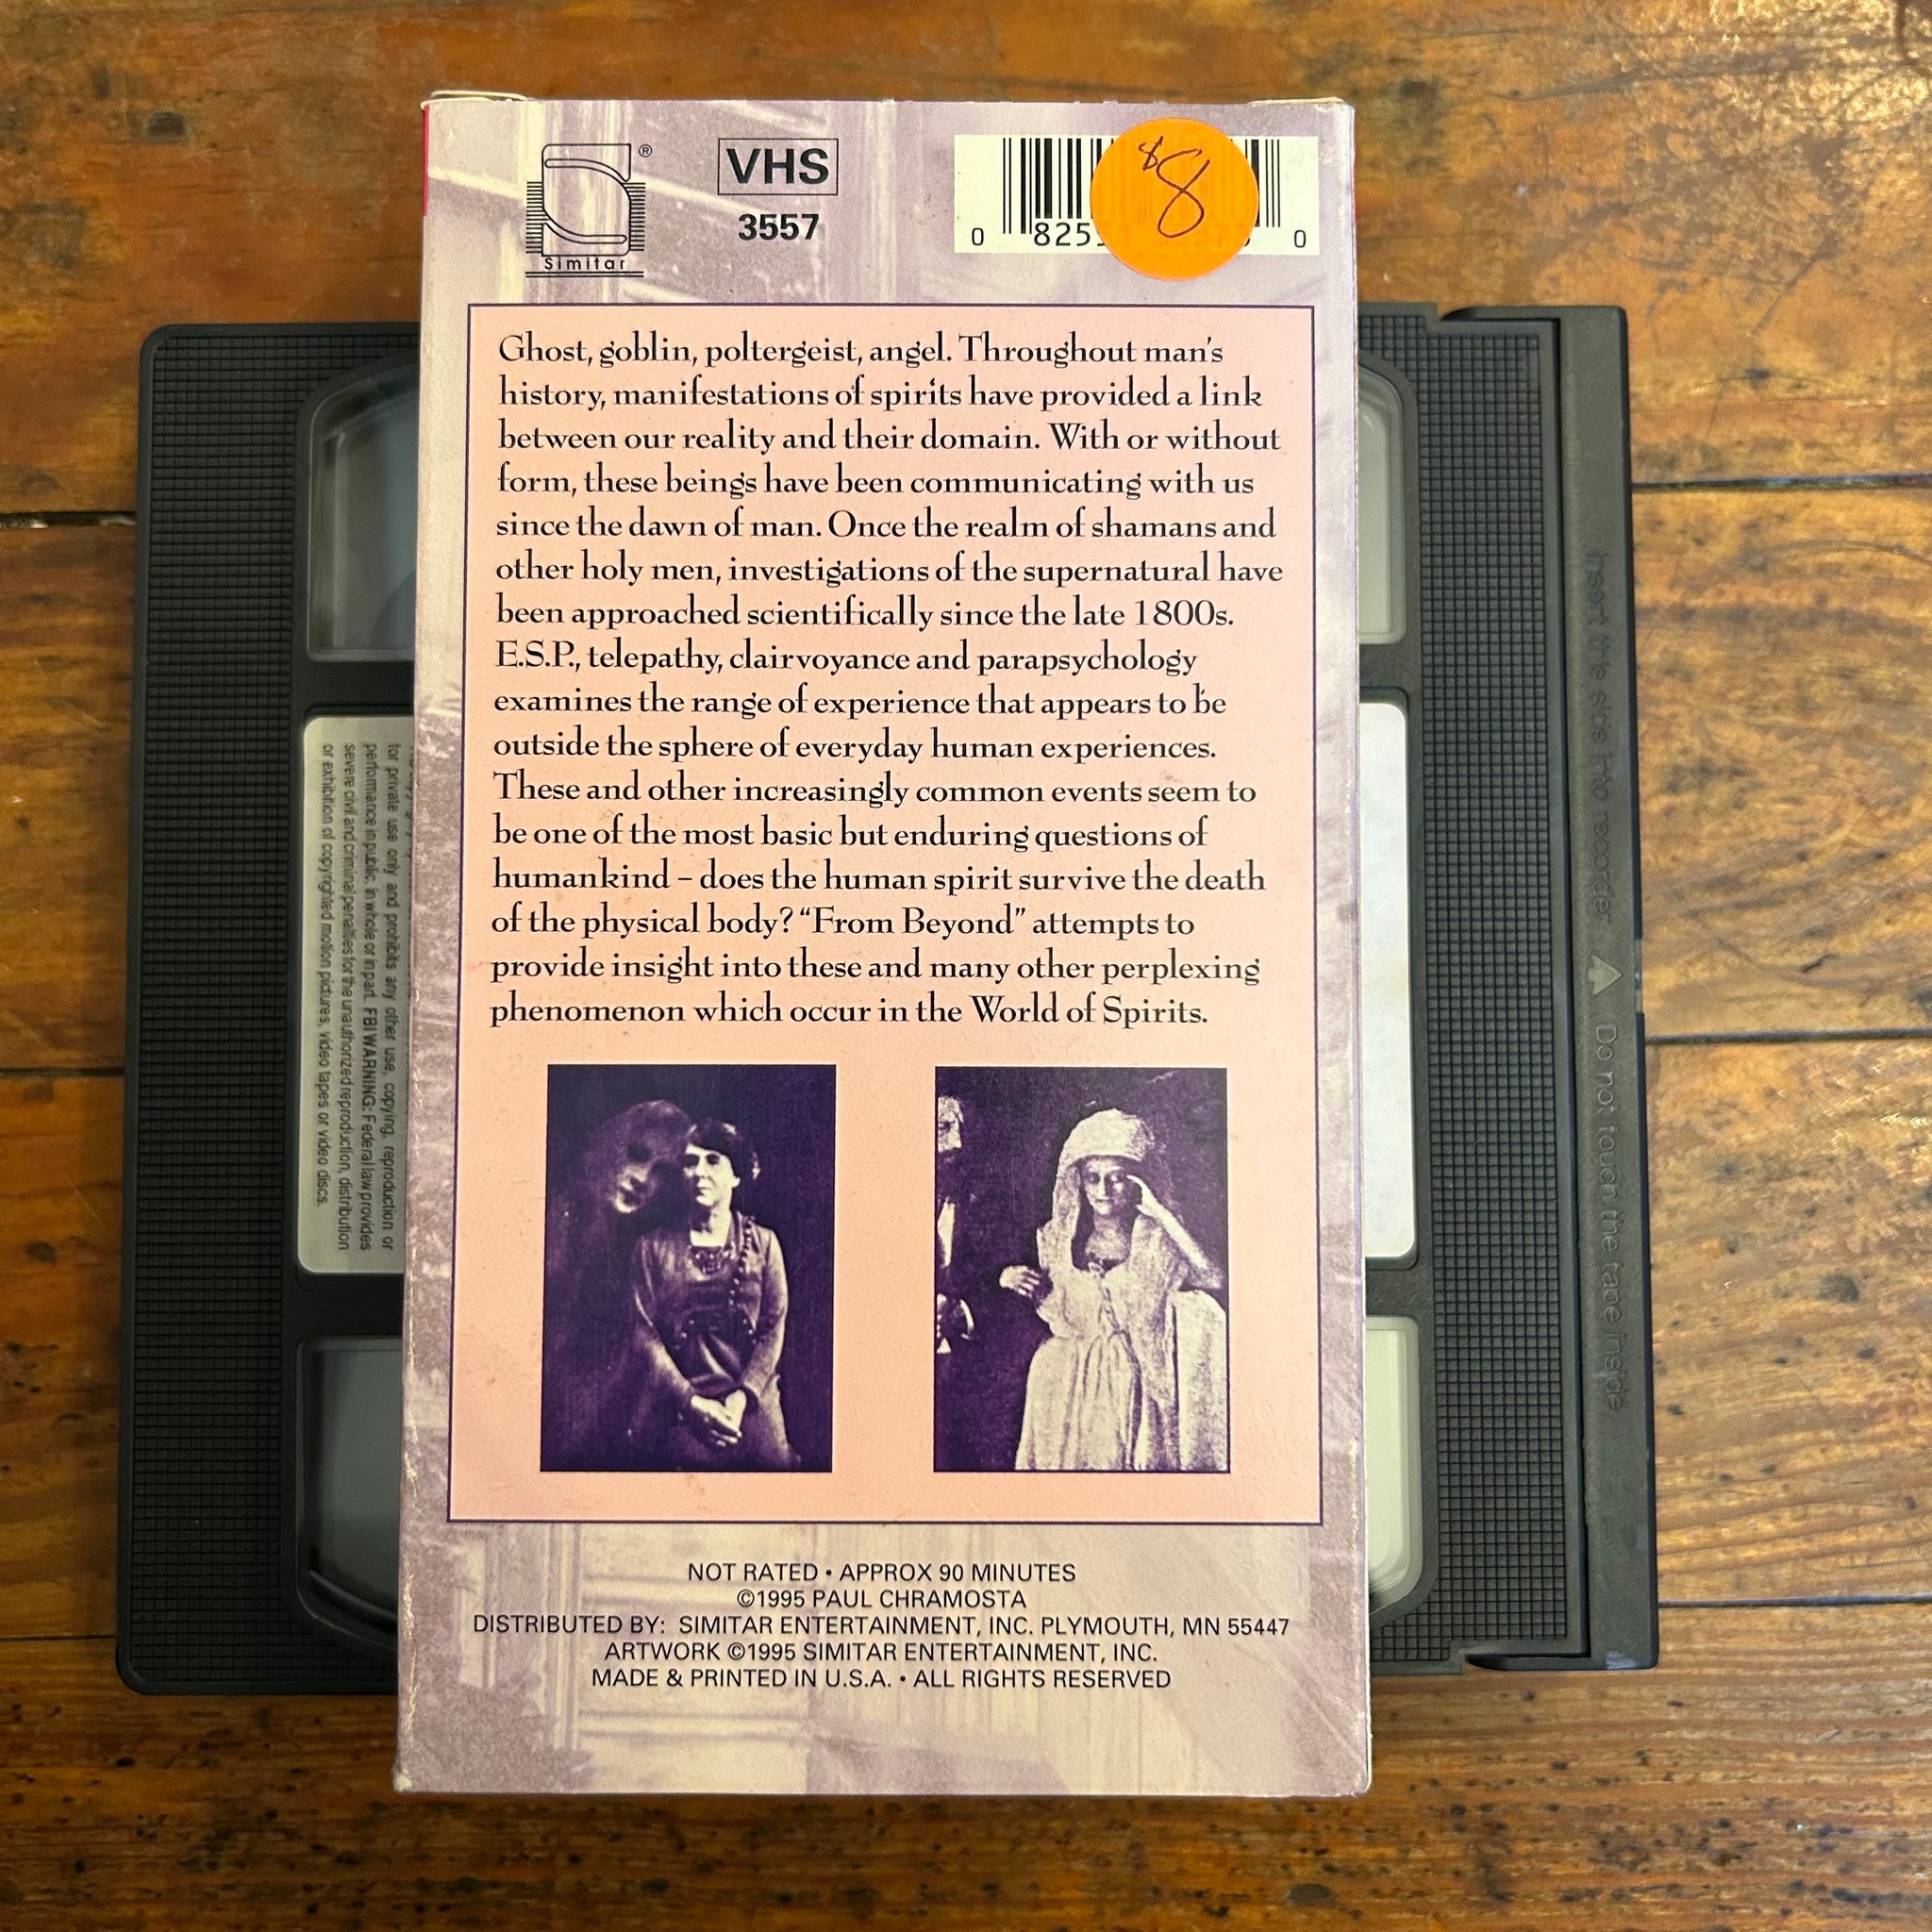 ®
Simitar
VHS
3557
$8
0 825 0
Ghost, goblin, poltergeist, angel. Throughout man's
history, manifestations of spirits have provided a link
between our reality and their domain. With or without
form, these beings have been communicating with us
since the dawn of man. Once the realm of shamans and
other holy men, investigations of the supernatural have
been approached scientifically since the late 1800s.
E.S.P., telepathy, clairvoyance and parapsychology
examines the range of experience that appears to be
outside the sphere of everyday human experiences.
These and other increasingly common events seem to
be one of the most basic but enduring questions of
humankind – does the human spirit survive the death
of the physical body? “From Beyond” attempts to
provide insight into these and many other perplexing
phenomenon which occur in the World of Spirits.
NOT RATED • APPROX 90 MINUTES
©1995 PAUL CHRAMOSTA
DISTRIBUTED BY: SIMITAR ENTERTAINMENT, INC. PLYMOUTH, MN 55447
ARTWORK ©1995 SIMITAR ENTERTAINMENT, INC.
MADE & PRINTED IN U.S.A. • ALL RIGHTS RESERVED
for private use only and prohibits any other use, copying, reproduction or
performance in public, in whole or in part. FBI WARNING: Federal law provides
severe civil and criminal penalties for the unauthorized reproduction, distribution
or exhibition of copyrighted motion pictures, video tapes or video discs.
Insert this side into recorder ▲ Do not touch the tape inside